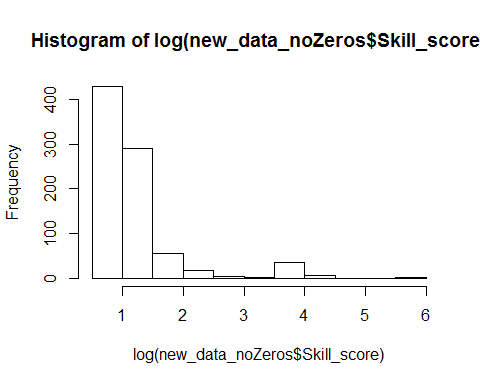 Histogram of log(new_data_noZeros$Skill_score
Frequency
400
300
200
100
0
1 2 3 4 5 6
log(new_data_noZeros$Skill_score)